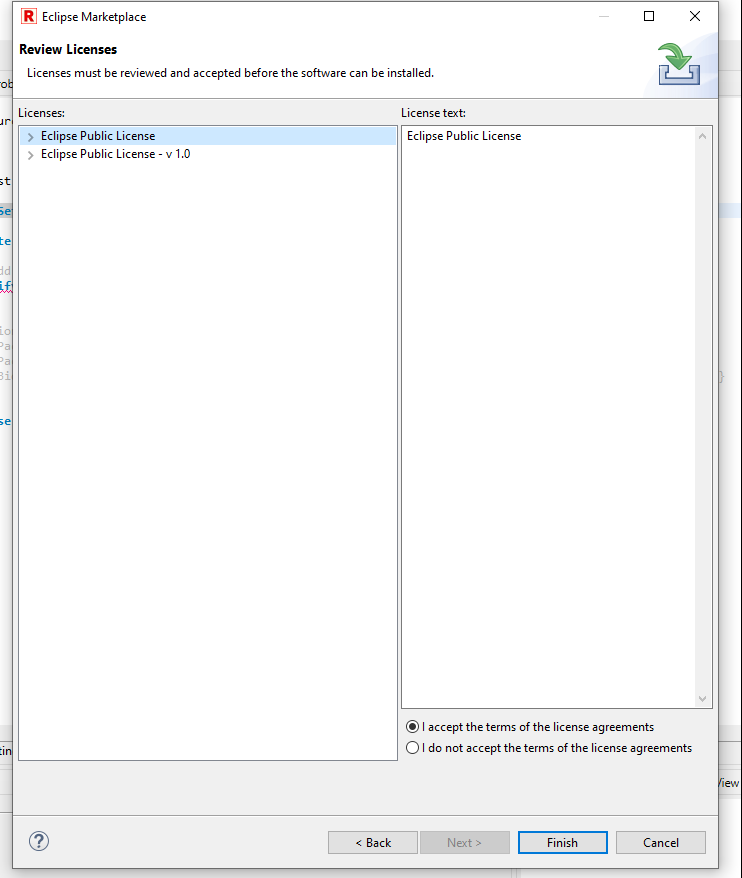 R Eclipse Marketplace
Review Licenses
Licenses must be reviewed and accepted before the software can be installed.
Licenses:
License text:
Eclipse Public License
Eclipse Public License - v 1.0
Eclipse Public License
I accept the terms of the license agreements
I do not accept the terms of the license agreements
View
?
< Back
Next >
Finish
Cancel